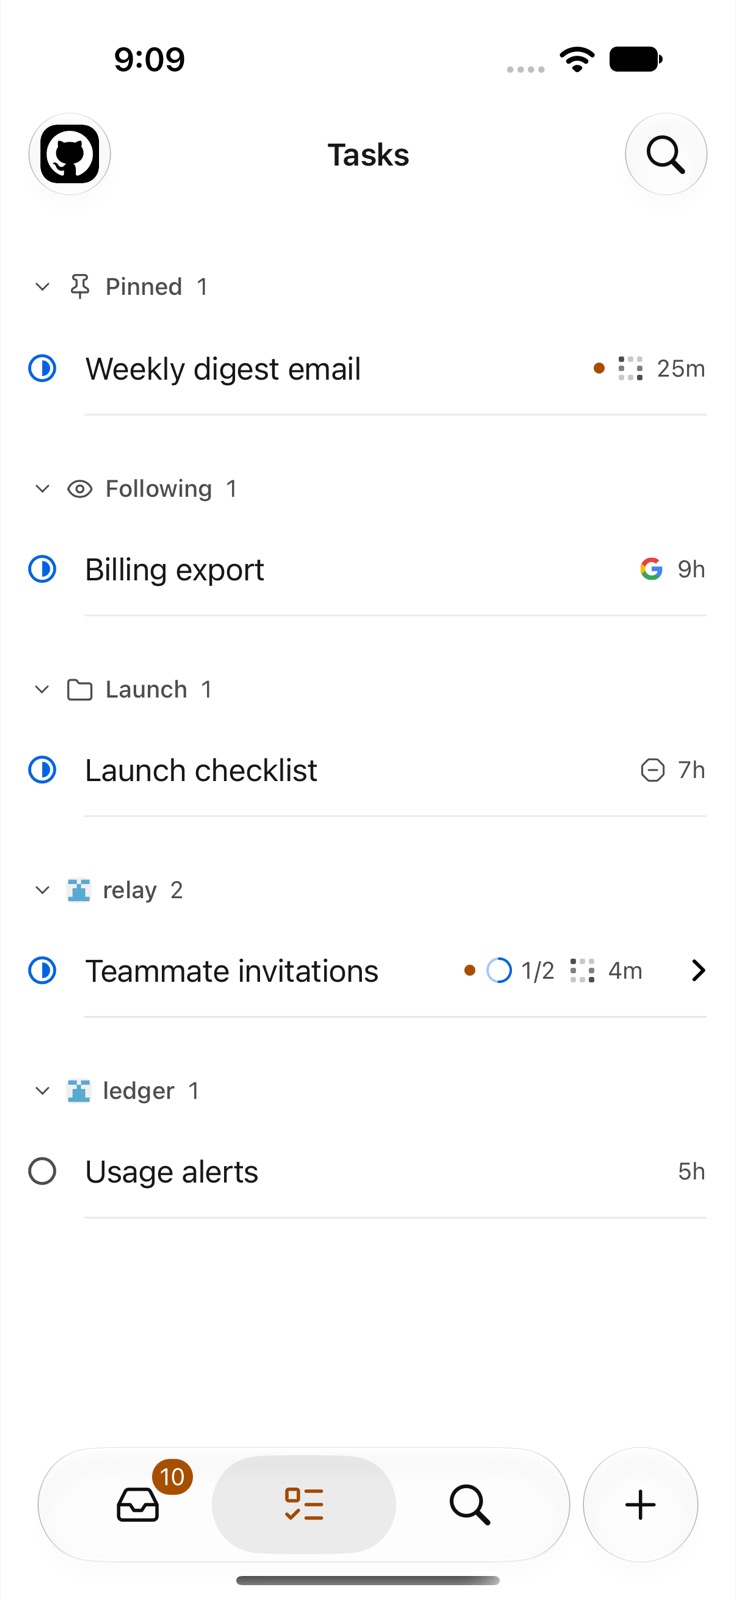 9:09
Tasks
Pinned 1
Weekly digest email 25m
Following 1
Billing export 9h
Launch 1
Launch checklist 7h
relay 2
Teammate invitations 1/2 4m
ledger 1
Usage alerts 5h
10